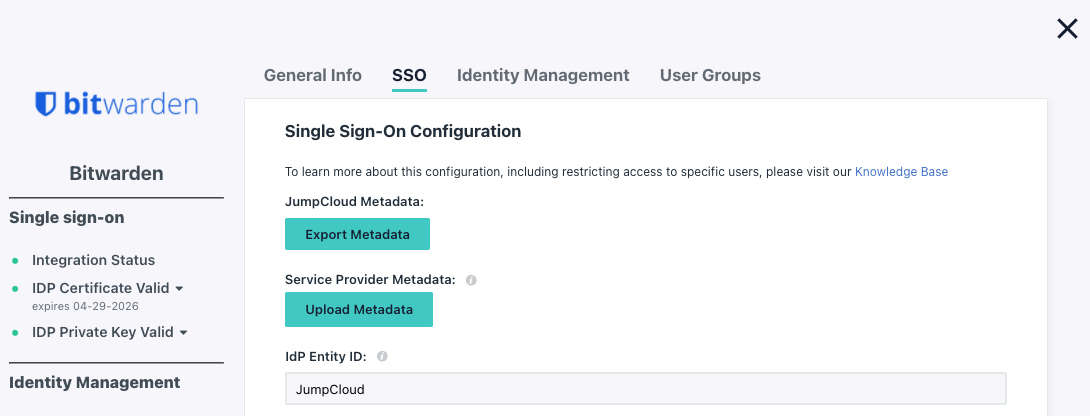 General Info SSO Identity Management User Groups
bitwarden
Bitwarden
Single sign-on
Integration Status
IDP Certificate Valid
expires 04-29-2026
IDP Private Key Valid
Identity Management
Single Sign-On Configuration
To learn more about this configuration, including restricting access to specific users, please visit our Knowledge Base
JumpCloud Metadata:
Export Metadata
Service Provider Metadata:
Upload Metadata
IdP Entity ID:
JumpCloud